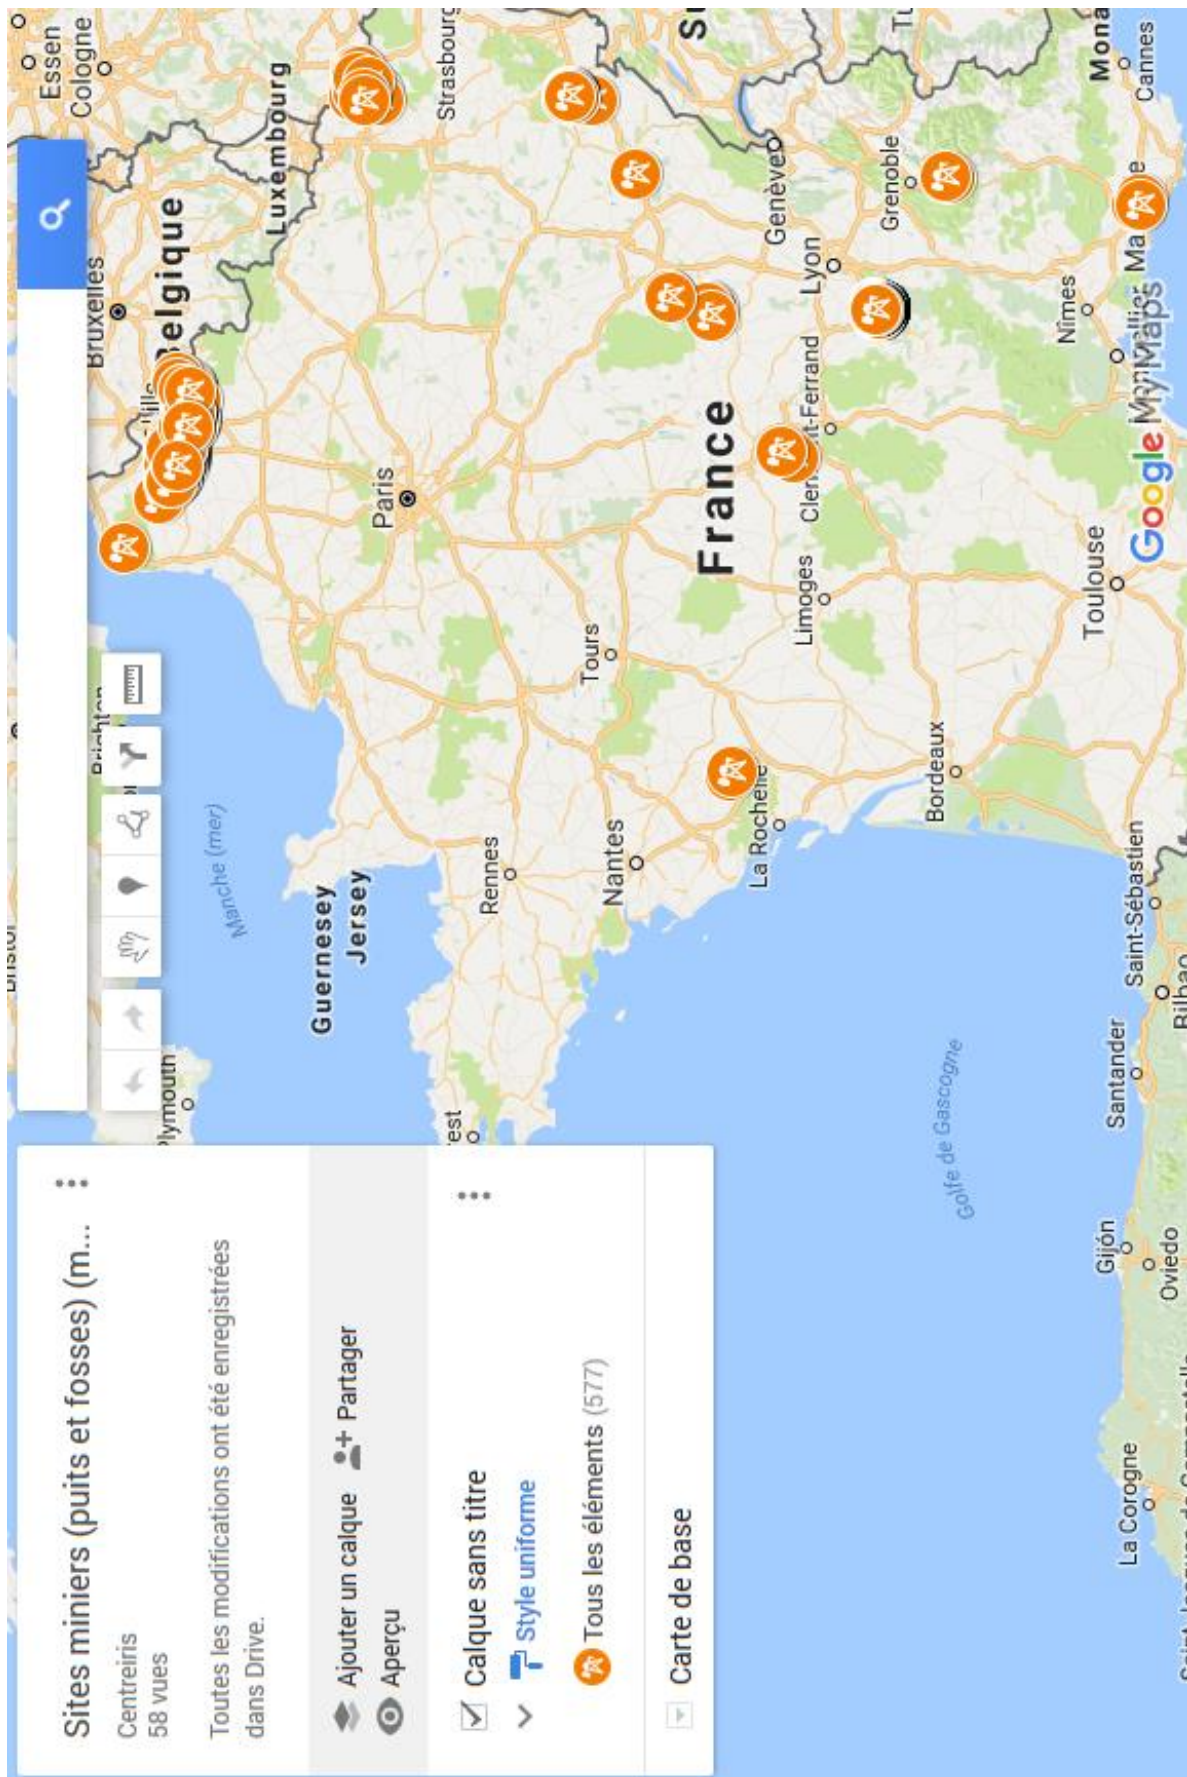 Sites miniers (puits et fosses) (m...
Centreiris
58 vues
Toutes les modifications ont été enregistrées
dans Drive.
Ajouter un calque
Partager
Aperçu
Calque sans titre
Style uniforme
Tous les éléments (577)
Carte de base
Essen
Cologne
Bruxelles
Belgique
Luxembourg
Plymouth
Manche (mer)
Guernesey
Jersey
Paris
Strasbourg
Rennes
Nantes
Tours
France
La Rochelle
Limoges
Genève
Lyon
Grenoble
Bordeaux
Nîmes
Toulouse
Cannes
Golfe de Gascogne
Saint-Sébastien
Bilbao
Santander
Gijón
Oviedo
La Corogne
Google My Maps